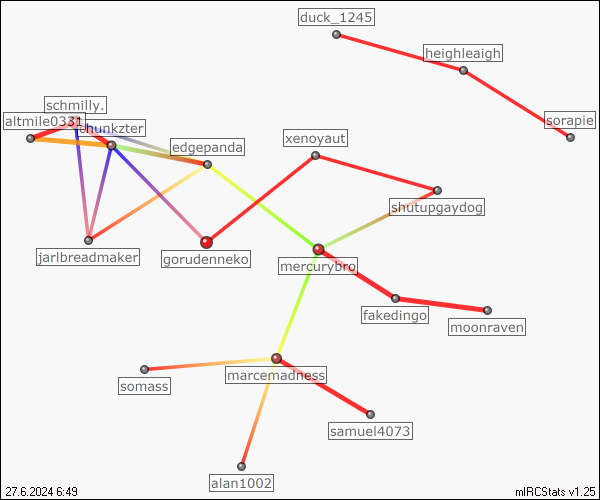 duck_1245
heighleaigh
schmilly.
altmile0331
chunkzter
sorapie
xenoyaut
edgepanda
shutupgaydog
jarlbreadmaker
gorudenneko
mercurybro
fakedingo
moonraven
marcemadness
somass
samuel4073
alan1002
27.6.2024 6:49
mIRCStats v1.25